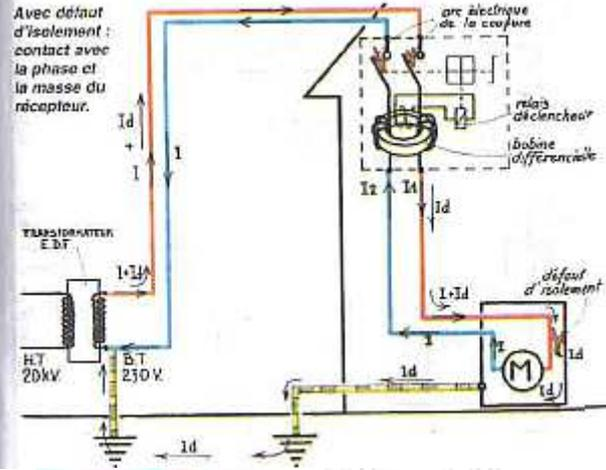 Avec défaut
d'isolement :
contact avec
la phase et
la masse du
récepteur.
arc électrique
de la coupure
relais
déclencheur
bobine
différentielle
Id
+
I
I
I2
I1
Id
TRANSFORMATEUR
E.D.F.
I+Id
I+Id
défaut
d'isolement
I
I
Id
M
Id
H.T
20kV.
B.T
230V.
Id
Id